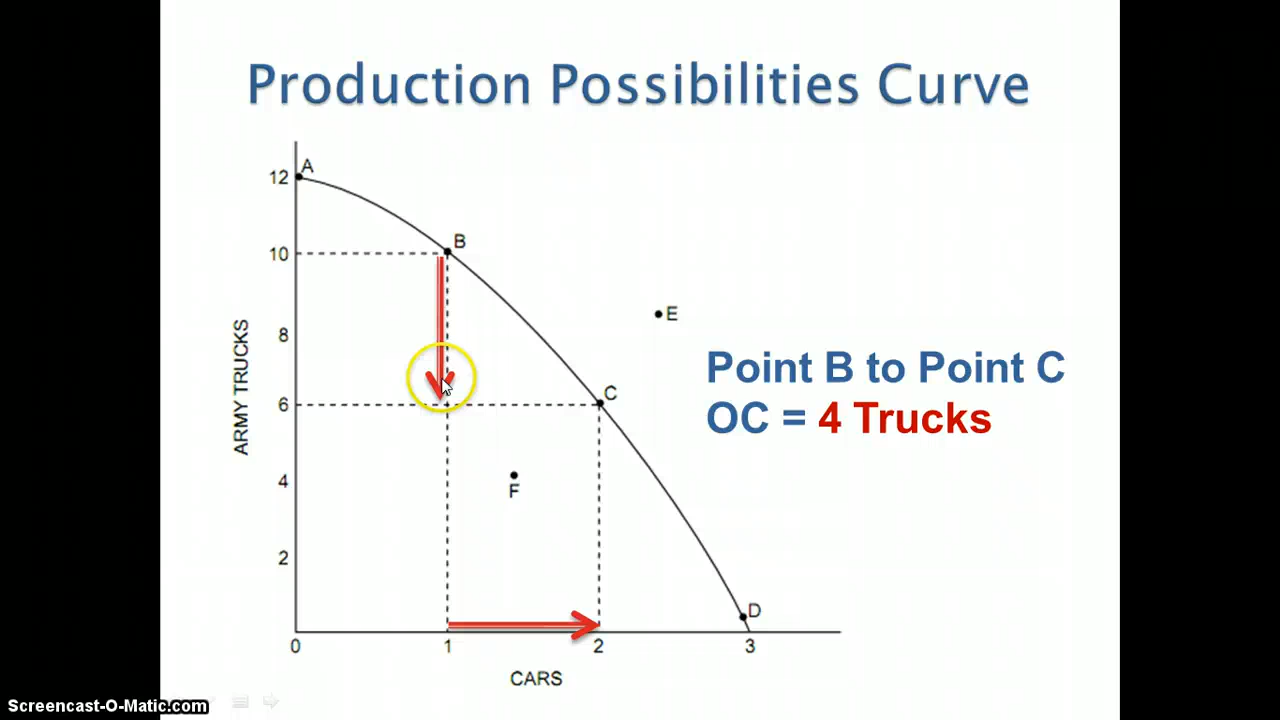 Production Possibilities Curve
A
12
B
10
E
8
Point B to Point C
C
6
OC = 4 Trucks
ARMY TRUCKS
4
F
2
D
0 1 2 3
CARS
Screencast-O-Matic.com